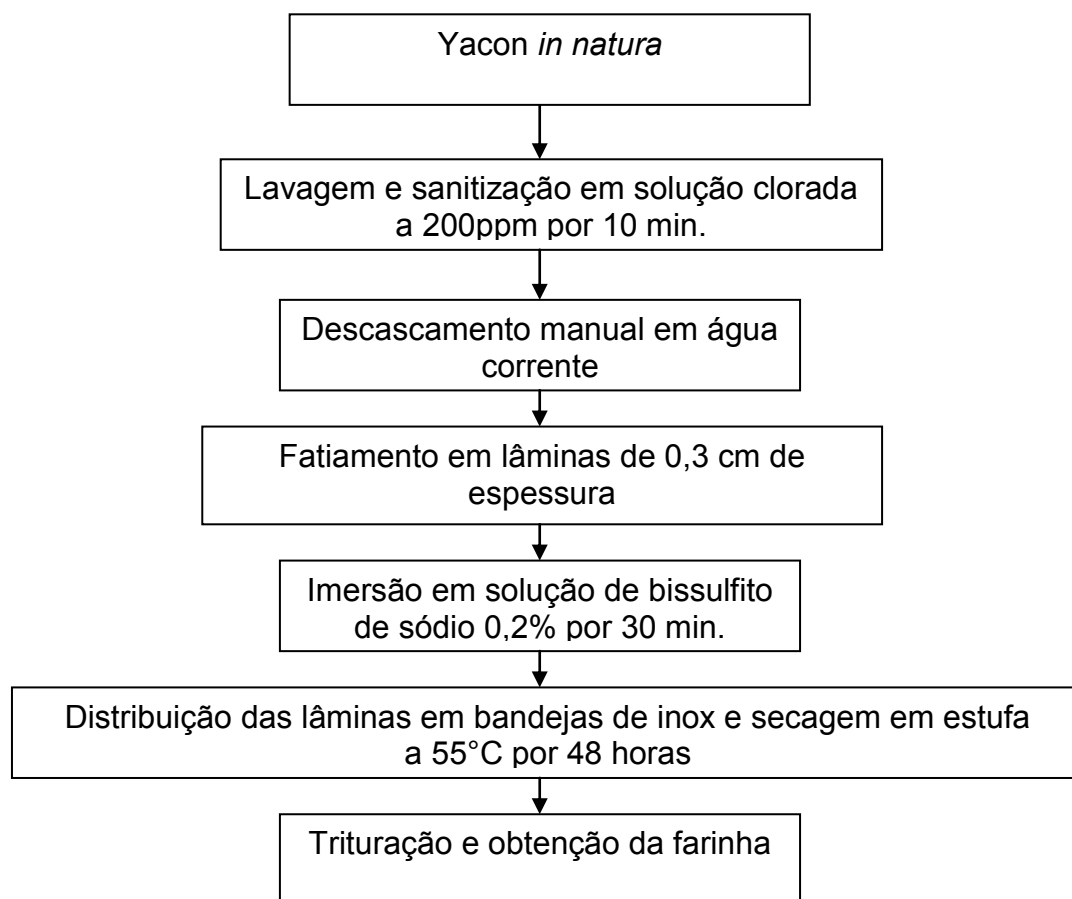 Yacon in natura
Lavagem e sanitização em solução clorada
a 200ppm por 10 min.
Descascamento manual em água
corrente
Fatiamento em lâminas de 0,3 cm de
espessura
Imersão em solução de bissulfito
de sódio 0,2% por 30 min.
Distribuição das lâminas em bandejas de inox e secagem em estufa
a 55°C por 48 horas
Trituração e obtenção da farinha